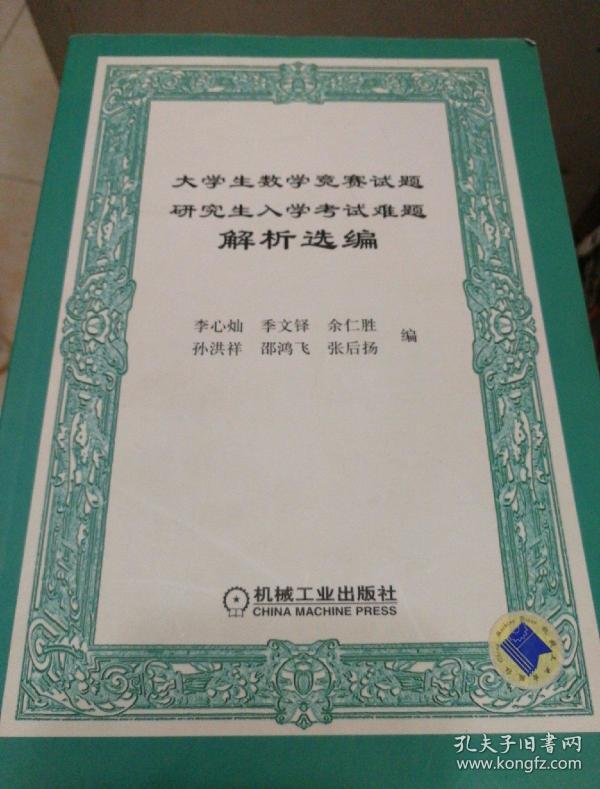 大学生数学竞赛试题
研究生入学考试难题
解析选编
李心灿 季文铎 余仁胜
孙洪祥 邵鸿飞 张后扬 编
机械工业出版社
CHINA MACHINE PRESS
孔夫子旧书网
www.kongfz.com